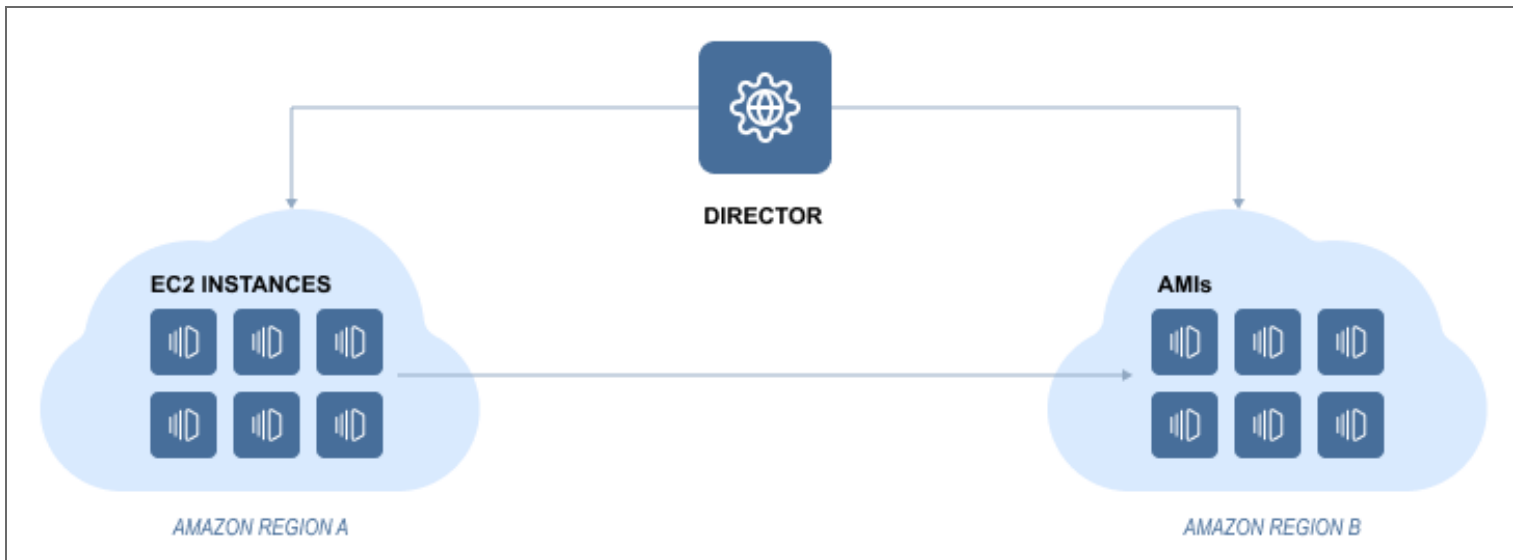 DIRECTOR
EC2 INSTANCES
AMIs
AMAZON REGION A
AMAZON REGION B